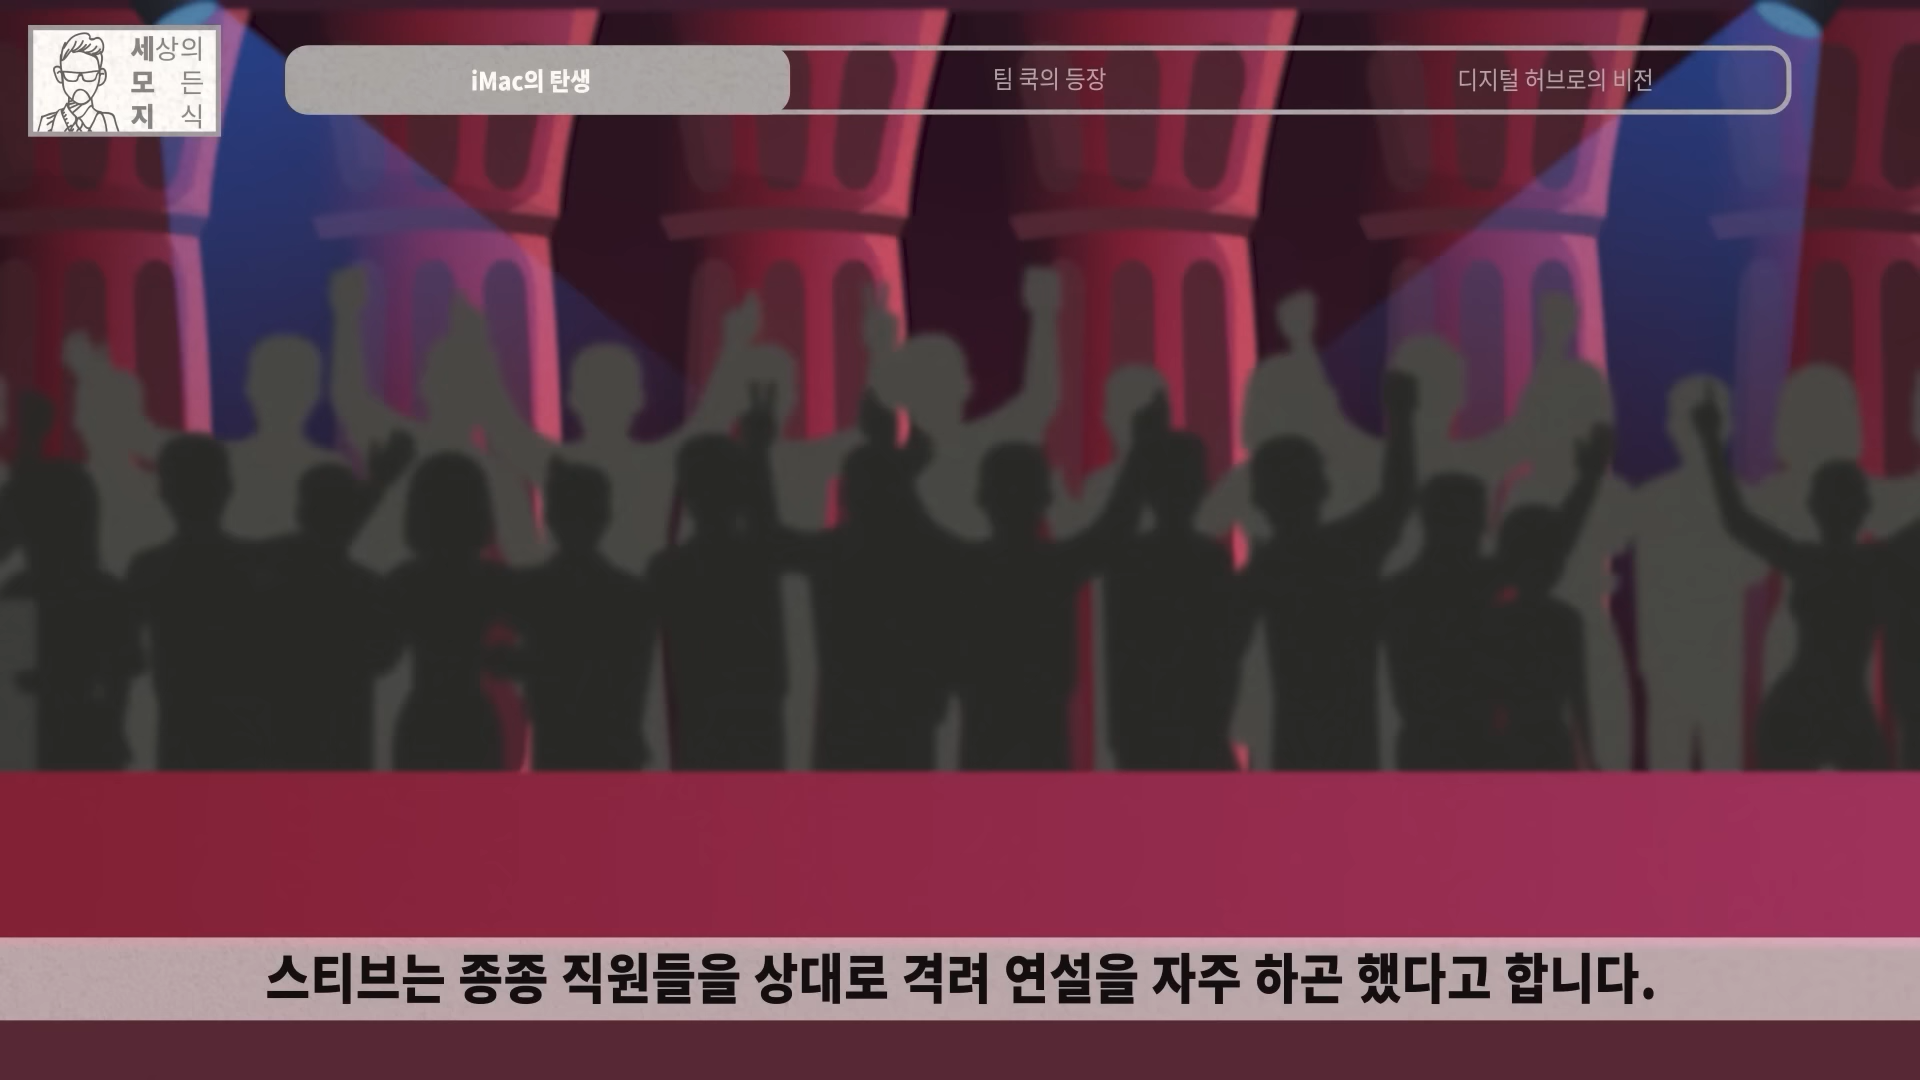 세상의
모든
지식
iMac의 탄생
팀 쿡의 등장
디지털 허브로의 비전
스티브는 종종 직원들을 상대로 격려 연설을 자주 하곤 했다고 합니다.